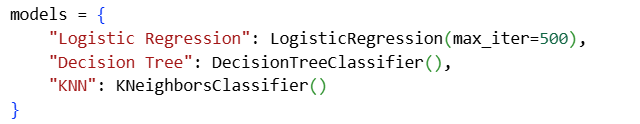 models = {
    "Logistic Regression": LogisticRegression(max_iter=500),
    "Decision Tree": DecisionTreeClassifier(),
    "KNN": KNeighborsClassifier()
}